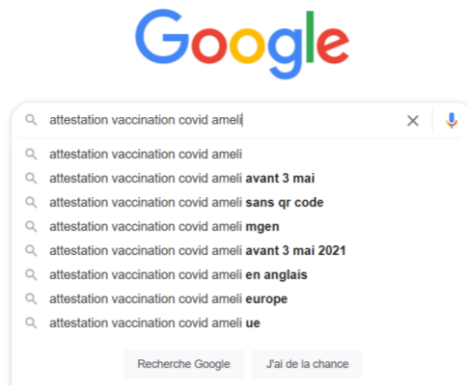 Google
attestation vaccination covid ameli
attestation vaccination covid ameli
attestation vaccination covid ameli avant 3 mai
attestation vaccination covid ameli sans qr code
attestation vaccination covid ameli mgen
attestation vaccination covid ameli avant 3 mai 2021
attestation vaccination covid ameli en anglais
attestation vaccination covid ameli europe
attestation vaccination covid ameli ue
Recherche Google J'ai de la chance